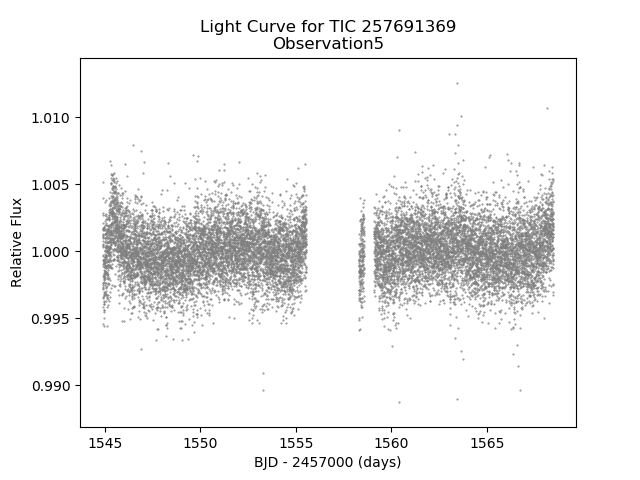 Light Curve for TIC 257691369
Observation5
1.010
1.005
1.000
0.995
0.990
Relative Flux
1545
1550
1555
1560
1565
BJD - 2457000 (days)